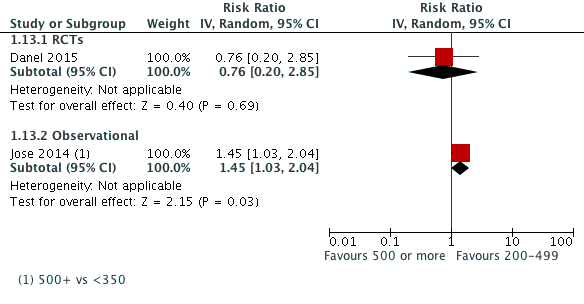 Risk Ratio Risk Ratio
Study or Subgroup Weight IV, Random, 95% CI IV, Random, 95% CI
1.13.1 RCTs
Danel 2015 100.0% 0.76 [0.20, 2.85]
Subtotal (95% CI) 100.0% 0.76 [0.20, 2.85]
Heterogeneity: Not applicable
Test for overall effect: Z = 0.40 (P = 0.69)
1.13.2 Observational
Jose 2014 (1) 100.0% 1.45 [1.03, 2.04]
Subtotal (95% CI) 100.0% 1.45 [1.03, 2.04]
Heterogeneity: Not applicable
Test for overall effect: Z = 2.15 (P = 0.03)
0.01 0.1 1 10 100
Favours 500 or more Favours 200-499
(1) 500+ vs <350